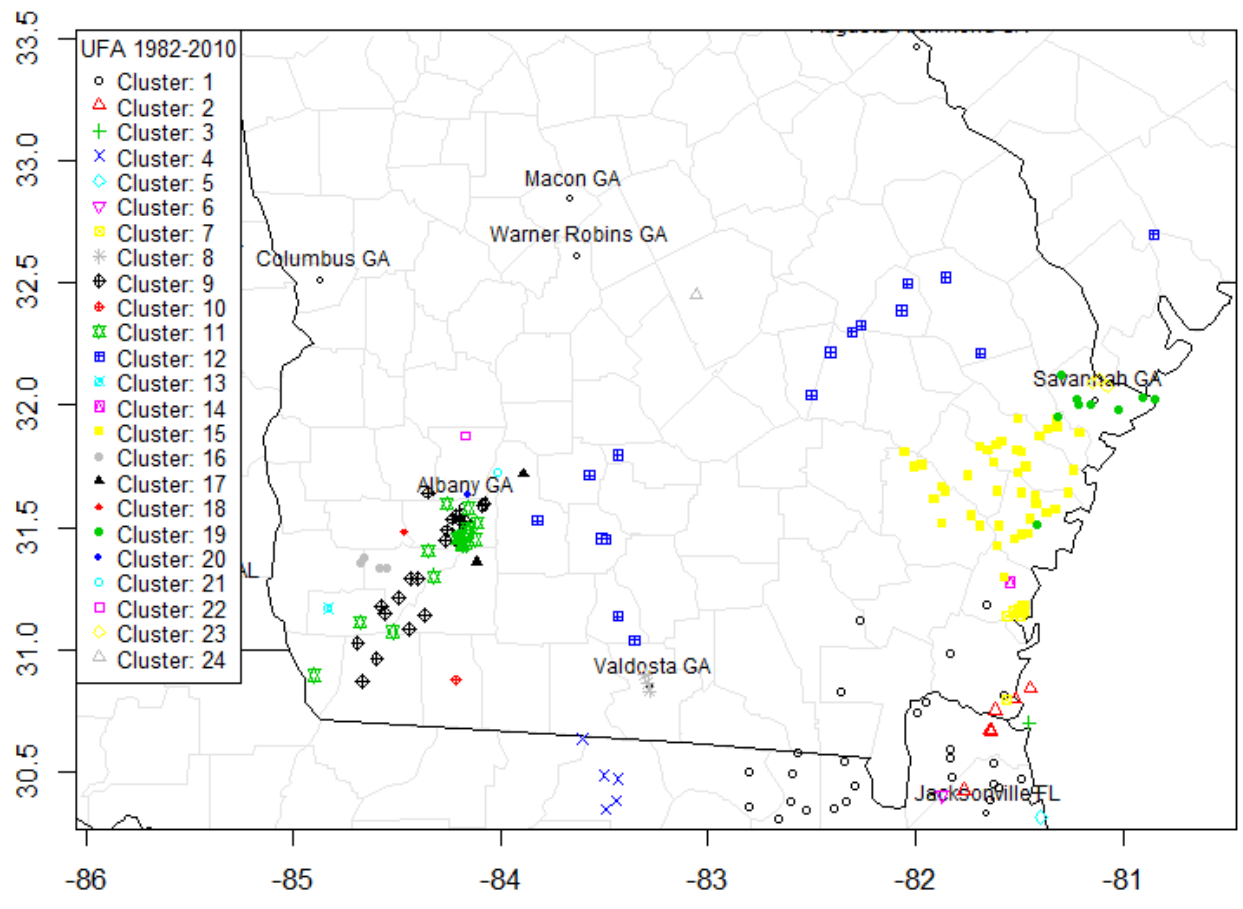 33.5
33.0
32.5
32.0
31.5
31.0
30.5
UFA 1982-2010
Cluster: 1
Cluster: 2
Cluster: 3
Cluster: 4
Cluster: 5
Cluster: 6
Cluster: 7
Cluster: 8
Cluster: 9
Cluster: 10
Cluster: 11
Cluster: 12
Cluster: 13
Cluster: 14
Cluster: 15
Cluster: 16
Cluster: 17
Cluster: 18
Cluster: 19
Cluster: 20
Cluster: 21
Cluster: 22
Cluster: 23
Cluster: 24
Macon GA
Warner Robins GA
Columbus GA
Savannah GA
Albany GA
AL
Valdosta GA
Jacksonville FL
-86
-85
-84
-83
-82
-81